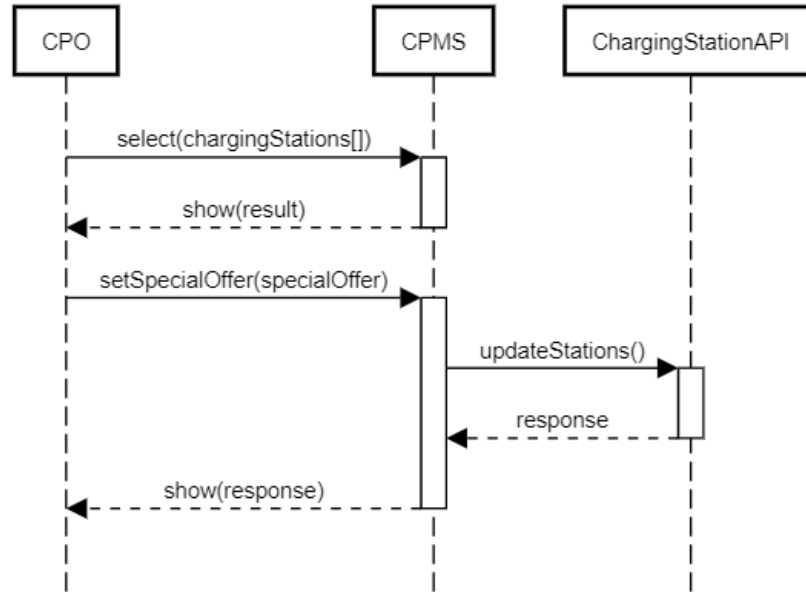 CPO
CPMS
ChargingStationAPI
select(chargingStations[])
show(result)
setSpecialOffer(specialOffer)
updateStations()
response
show(response)